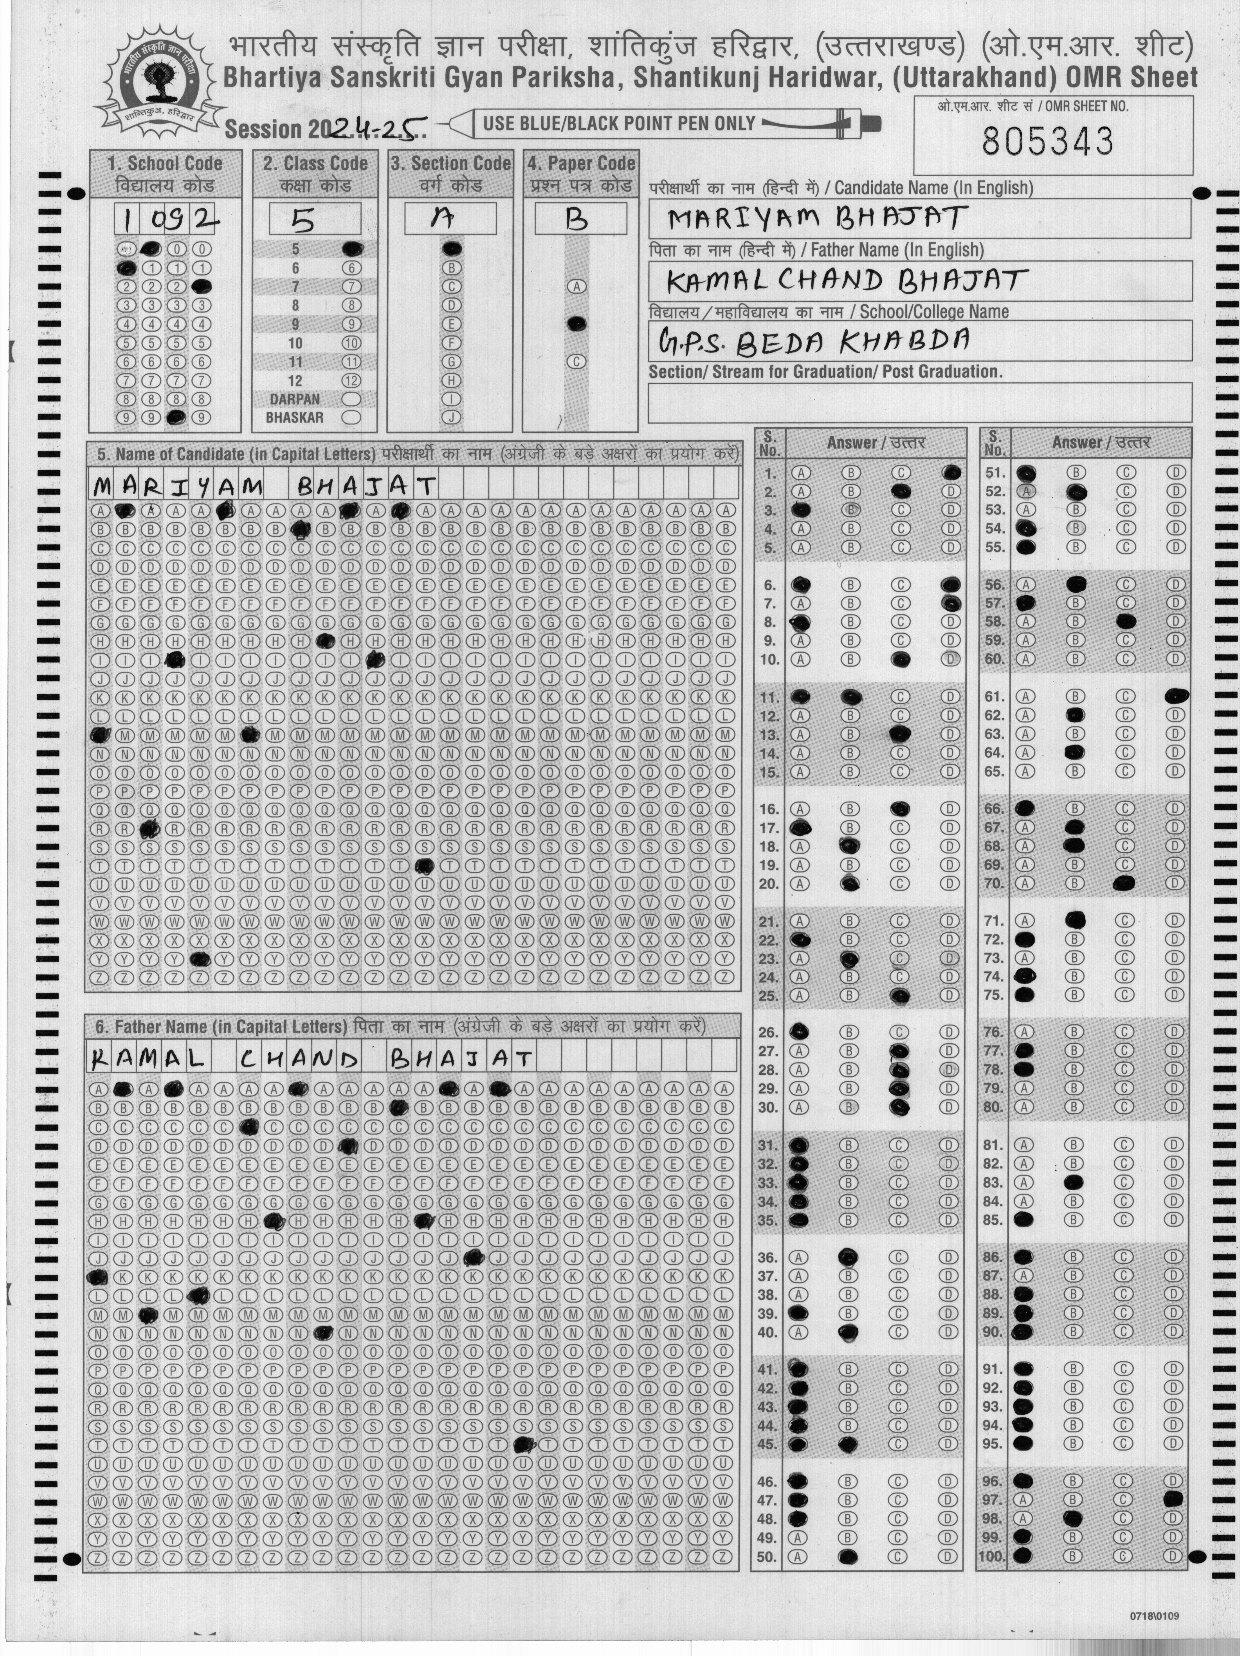 भारतीय संस्कृति ज्ञान परीक्षा, शांतिकुंज हरिद्वार, (उत्तराखण्ड) (ओ.एम.आर. शीट)
Bhartiya Sanskriti Gyan Pariksha, Shantikunj Haridwar, (Uttarakhand) OMR Sheet
Session 2024-25
USE BLUE/BLACK POINT PEN ONLY
ओ.एम.आर. शीट सं / OMR SHEET NO.
805343
1. School Code
विद्यालय कोड
1092
2. Class Code
कक्षा कोड
5
5
6
7
8
9
10
11
12
DARPAN
BHASKAR
3. Section Code
वर्ग कोड
A
4. Paper Code
प्रश्न पत्र कोड
B
परीक्षार्थी का नाम (हिन्दी में) / Candidate Name (In English)
MARIYAM BHAJAT
पिता का नाम (हिन्दी में) / Father Name (In English)
KAMAL CHAND BHAJAT
विद्यालय/महाविद्यालय का नाम / School/College Name
G.P.S. BEDA KHABDA
Section/ Stream for Graduation/ Post Graduation.
5. Name of Candidate (in Capital Letters) परीक्षार्थी का नाम (अंग्रेजी के बड़े अक्षरों का प्रयोग करें)
MARIYAM BHAJAT
6. Father Name (in Capital Letters) पिता का नाम (अंग्रेजी के बड़े अक्षरों का प्रयोग करें)
KAMAL CHAND BHAJAT
S. No. Answer / उत्तर
S. No. Answer / उत्तर
0718\0109